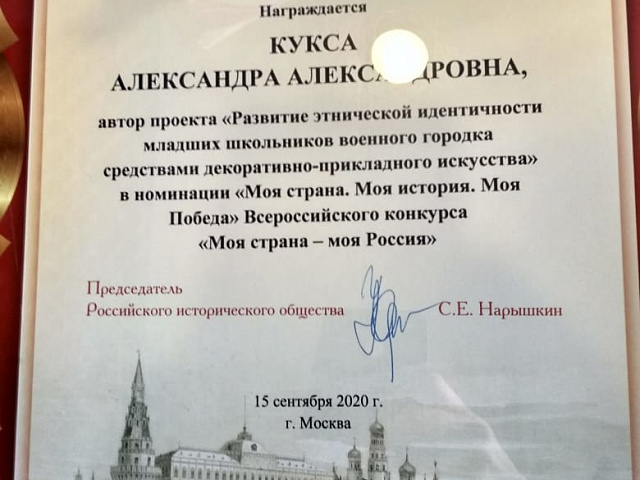 Награждается
КУКСА
АЛЕКСАНДРА АЛЕКСАНДРОВНА,
автор проекта «Развитие этнической идентичности
младших школьников военного городка
средствами декоративно-прикладного искусства»
в номинации «Моя страна. Моя история. Моя
Победа» Всероссийского конкурса
«Моя страна – моя Россия»
Председатель
Российского исторического общества С.Е. Нарышкин
15 сентября 2020 г.
г. Москва